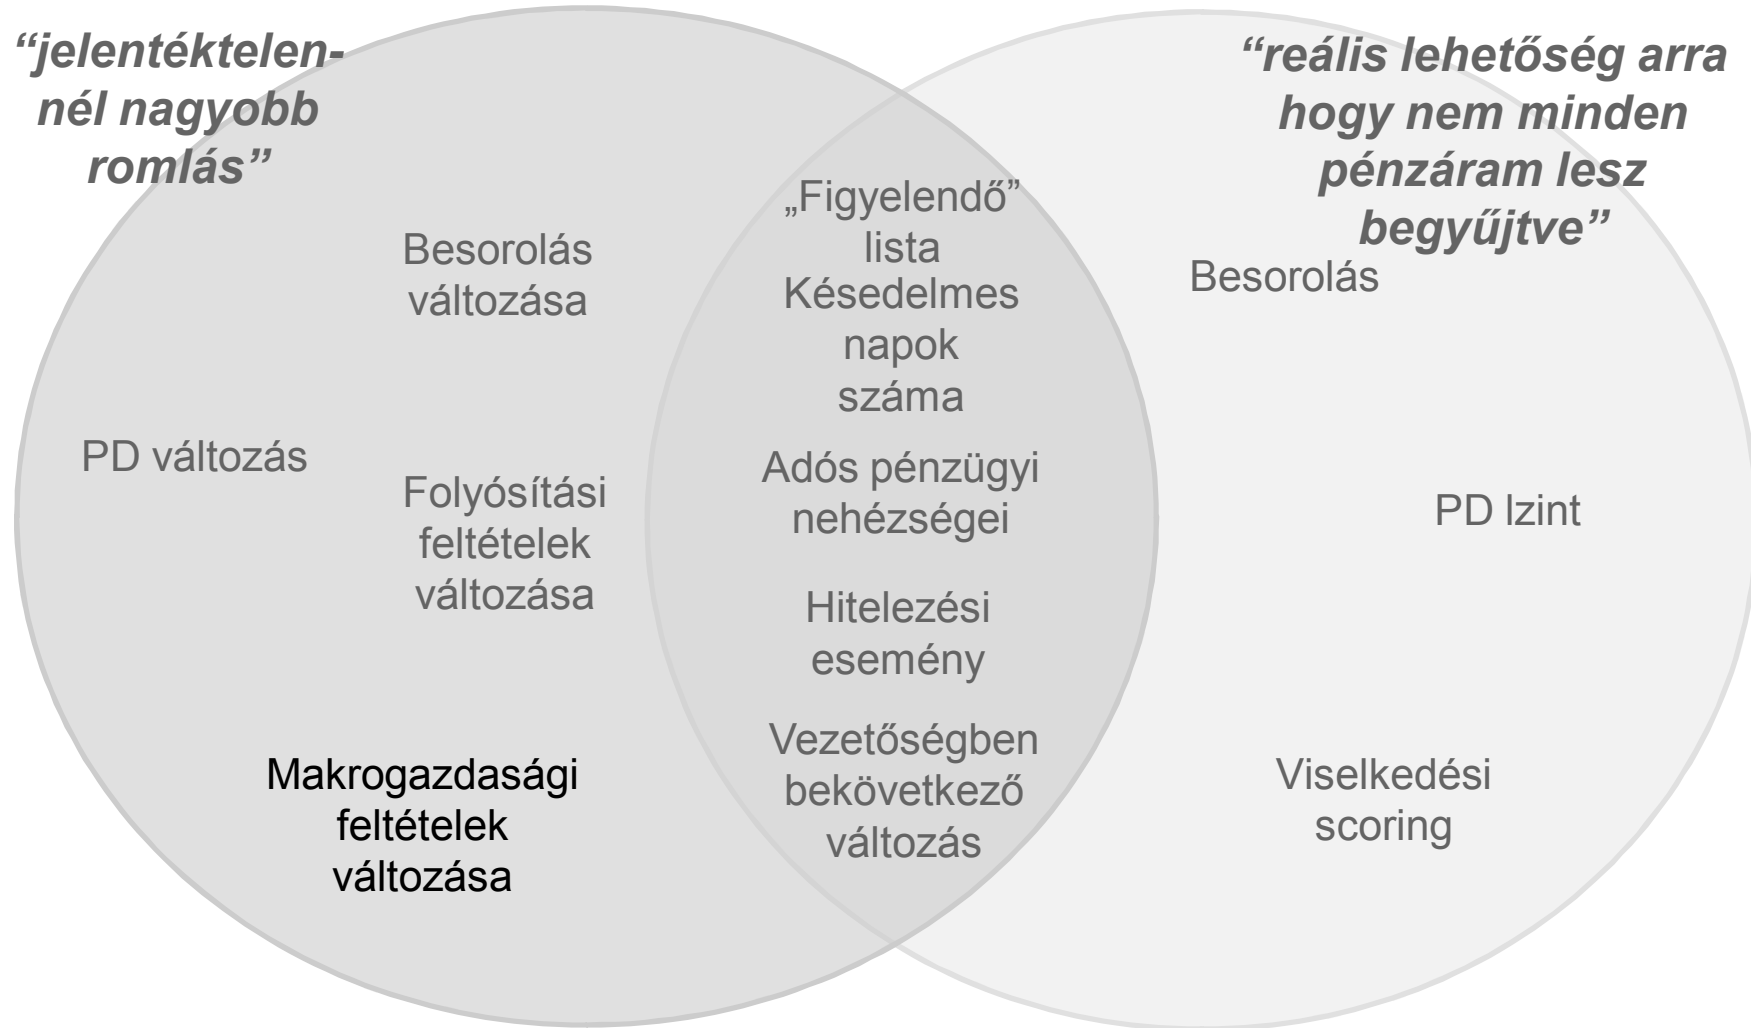 “jelentéktelen-
nél nagyobb
romlás”
Besorolás
változása
PD változás
Folyósítási
feltételek
változása
Makrogazdasági
feltételek
változása
„Figyelendő”
lista
Késedelmes
napok
száma
Adós pénzügyi
nehézségei
Hitelezési
esemény
Vezetőségben
bekövetkező
változás
“reális lehetőség arra
hogy nem minden
pénzáram lesz
begyűjtve”
Besorolás
PD lzint
Viselkedési
scoring